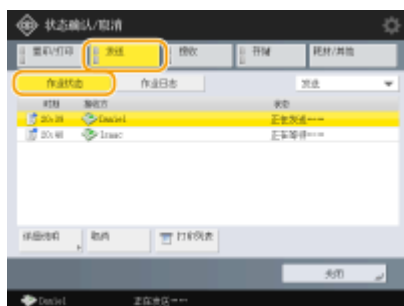 状态确认/取消
复印/打印 发送 接收 存储 耗材/其他
作业状态 作业日志 发送
时间 接收方 状态
20:39 Daniel 正在发送……
20:40 Isaac 正在等待……
详细信息 取消 打印列表
关闭
Daniel 正在发送……